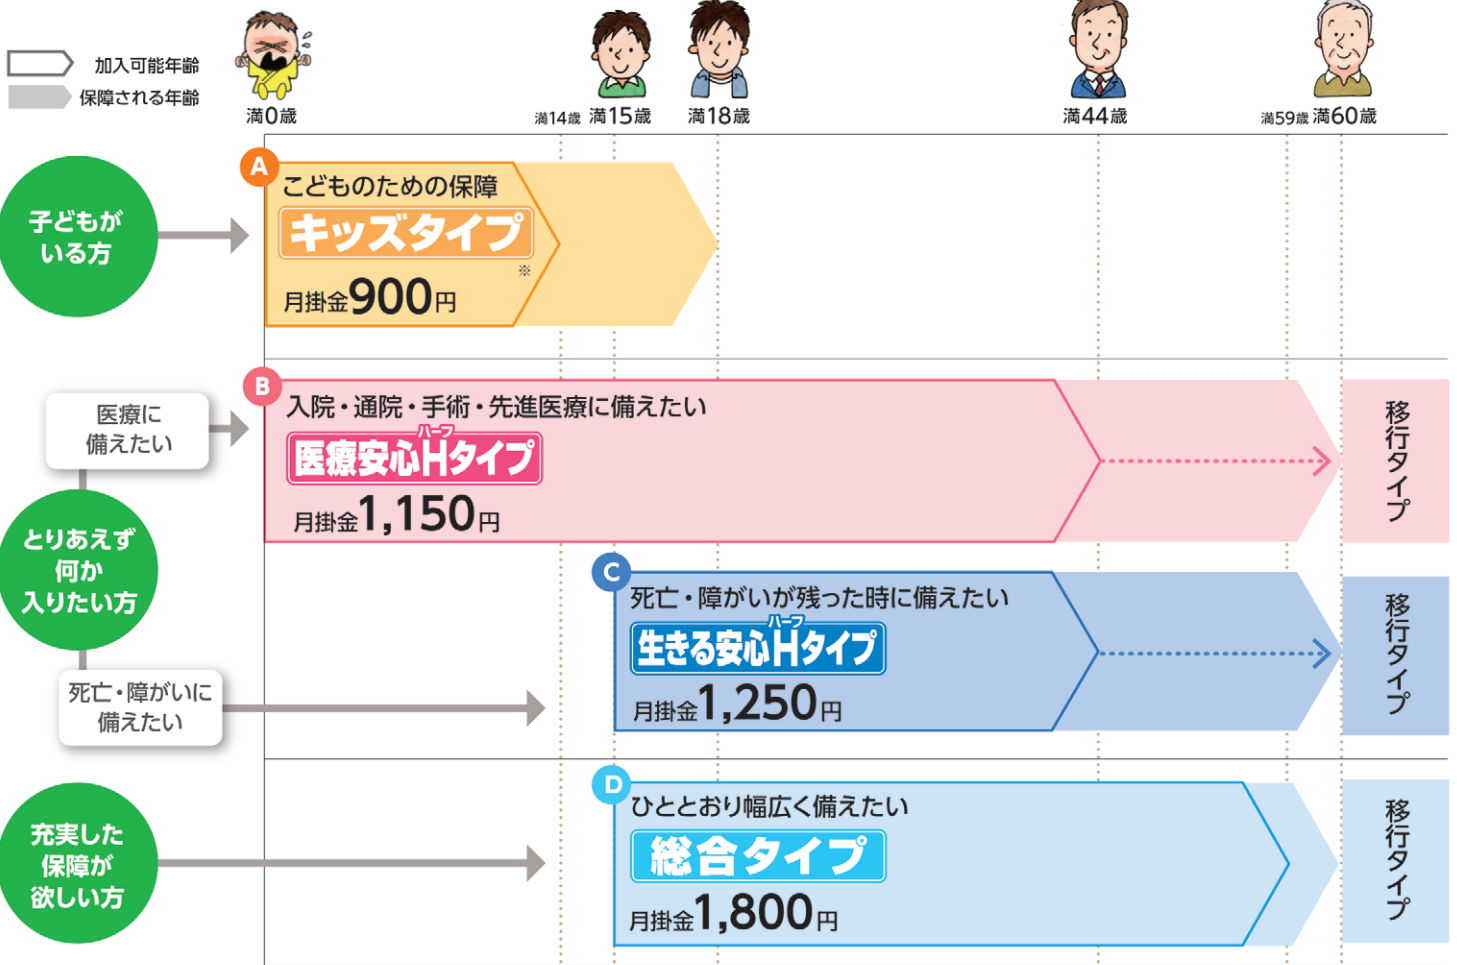 加入可能年齢
保障される年齢
満0歳
満14歳
満15歳
満18歳
満44歳
満59歳
満60歳
子どもが
いる方
A
こどものための保障
キッズタイプ
※
月掛金900円
医療に
備えたい
とりあえず
何か
入りたい方
死亡・障がいに
備えたい
B
入院・通院・手術・先進医療に備えたい
ハーフ
医療安心Hタイプ
月掛金1,150円
移行タイプ
C
死亡・障がいが残った時に備えたい
ハーフ
生きる安心Hタイプ
月掛金1,250円
移行タイプ
充実した
保障が
欲しい方
D
ひととおり幅広く備えたい
総合タイプ
月掛金1,800円
移行タイプ